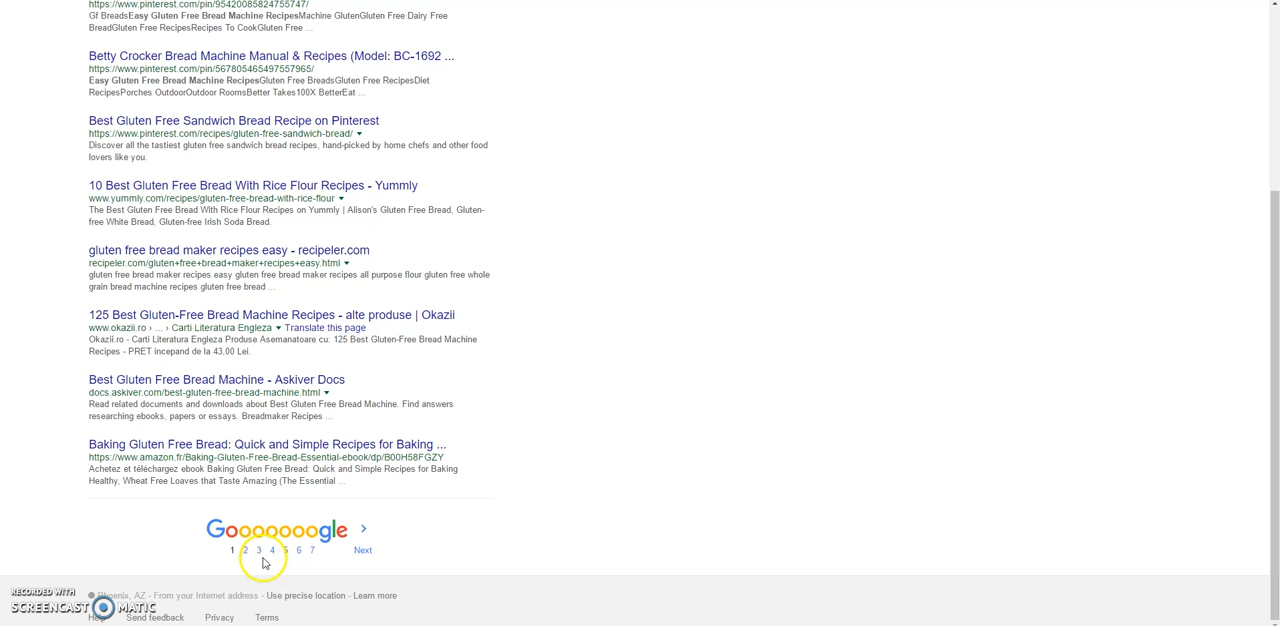 https://www.pinterest.com/pin/95420085824755747/
Gf BreadsEasy Gluten Free Bread Machine RecipesMachine GlutenGluten Free Dairy Free
BreadGluten Free RecipesRecipes To CookGluten Free ...
Betty Crocker Bread Machine Manual & Recipes (Model: BC-1692 ...
https://www.pinterest.com/pin/567805465497557965/
Easy Gluten Free Bread Machine RecipesGluten Free BreadsGluten Free RecipesDiet
RecipesPorches OutdoorOutdoor RoomsBetter Takes100X BetterEat ...
Best Gluten Free Sandwich Bread Recipe on Pinterest
https://www.pinterest.com/recipes/gluten-free-sandwich-bread/
Discover all the tastiest gluten free sandwich bread recipes, hand-picked by home chefs and other food
lovers like you.
10 Best Gluten Free Bread With Rice Flour Recipes - Yummly
www.yummly.com/recipes/gluten-free-bread-with-rice-flour
The Best Gluten Free Bread With Rice Flour Recipes on Yummly | Alison's Gluten Free Bread, Gluten-
free White Bread, Gluten-free Irish Soda Bread.
gluten free bread maker recipes easy - recipeler.com
recipeler.com/gluten+free+bread+maker+recipes+easy.html
gluten free bread maker recipes easy gluten free bread maker recipes all purpose flour gluten free whole
grain bread machine recipes gluten free bread ...
125 Best Gluten-Free Bread Machine Recipes - alte produse | Okazii
www.okazii.ro › ... › Carti Literatura Engleza Translate this page
Okazii.ro - Carti Literatura Engleza Produse Asemanatoare cu: 125 Best Gluten-Free Bread Machine
Recipes - PRET incepand de la 43,00 Lei.
Best Gluten Free Bread Machine - Askiver Docs
docs.askiver.com/best-gluten-free-bread-machine.html
Read related documents and downloads about Best Gluten Free Bread Machine. Find answers
researching ebooks, papers or essays. Breadmaker Recipes ...
Baking Gluten Free Bread: Quick and Simple Recipes for Baking ...
https://www.amazon.fr/Baking-Gluten-Free-Bread-Essential-ebook/dp/B00H58FGZY
Achetez et téléchargez ebook Baking Gluten Free Bread: Quick and Simple Recipes for Baking
Healthy, Wheat Free Loaves that Taste Amazing (The Essential ...
Goooooooogle
1 2 3 4 5 6 7 Next
Phoenix, AZ - From your Internet address - Use precise location - Learn more
RECORDED WITH
SCREENCAST MATIC
Help Send feedback Privacy Terms